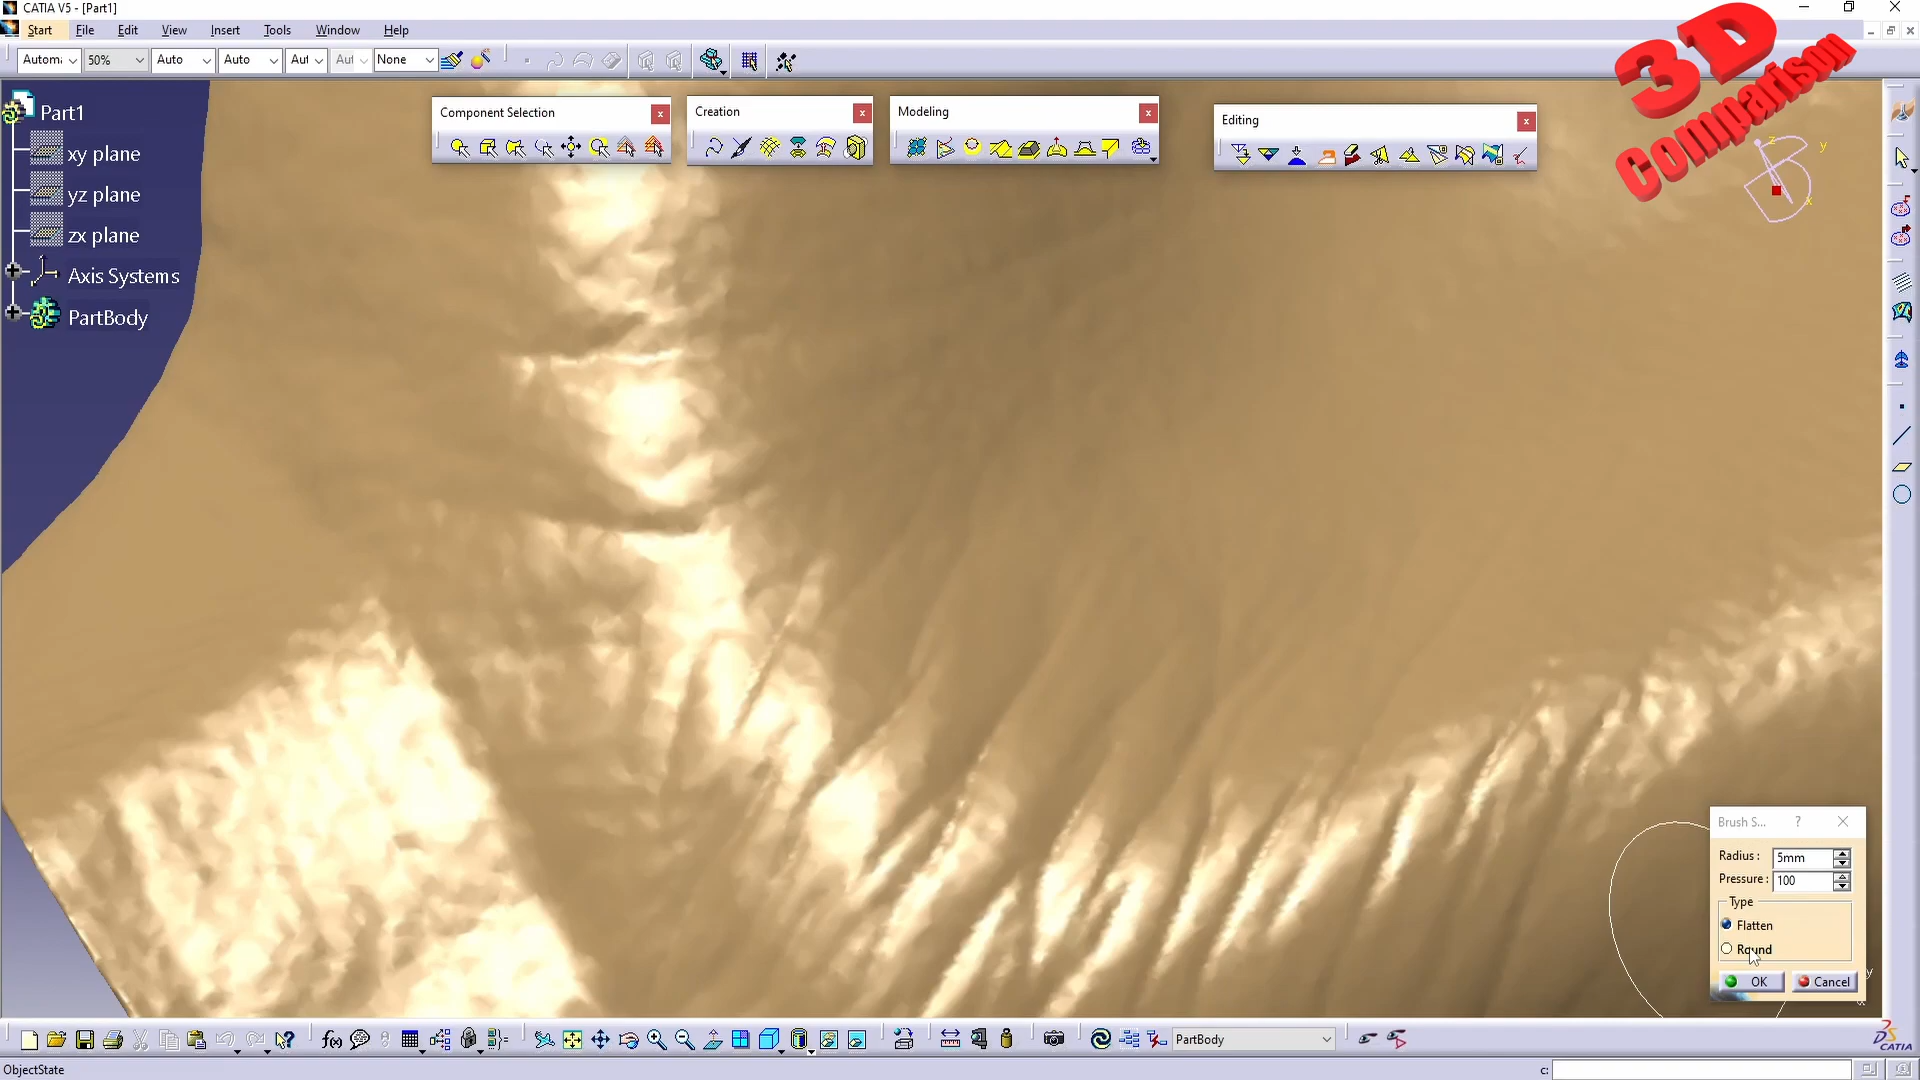 CATIA V5 - [Part1]
Start File Edit View Insert Tools Window Help
Autom: 50% Auto Auto Aut Aut None
3D
Comparison
Component Selection
Creation
Modeling
Editing
Part1
xy plane
yz plane
zx plane
Axis Systems
PartBody
z
y
x
Brush S...
?
Radius : 5mm
Pressure : 100
Type
Flatten
Round
OK
Cancel
y
f(x)
PartBody
CATIA
ObjectState
c: